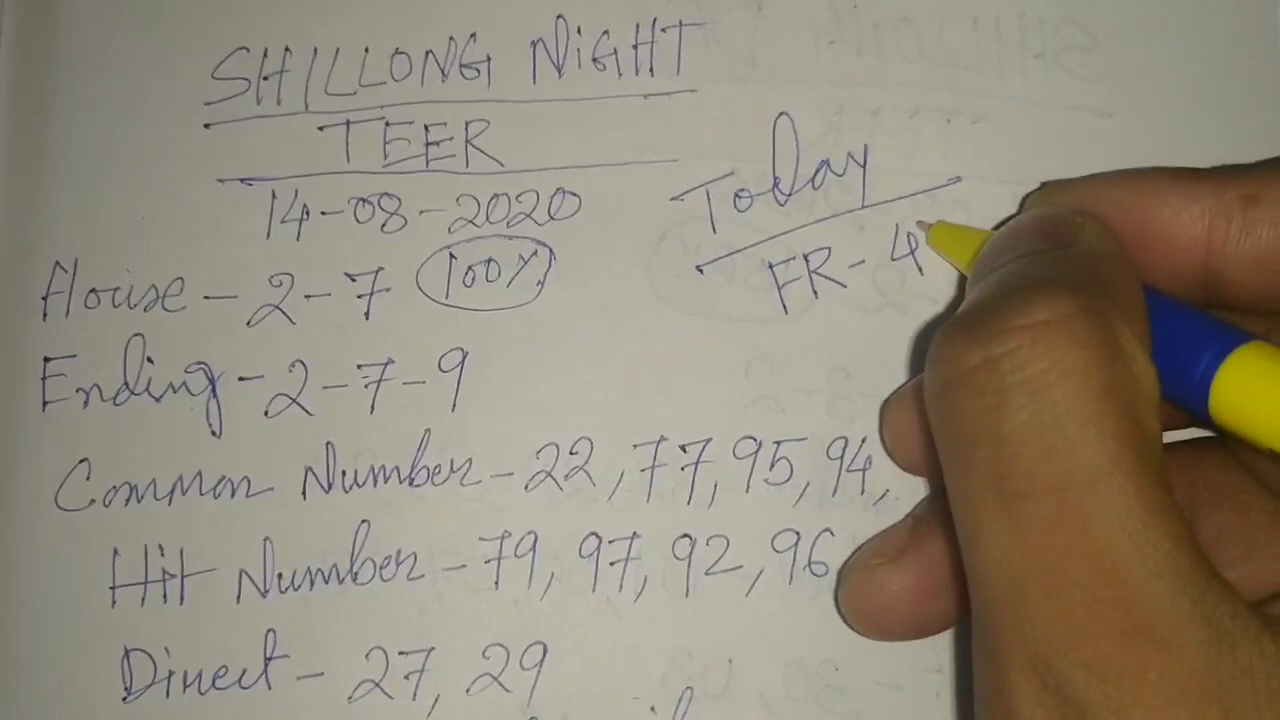 SHILLONG NiGHT
TEER
14-08-2020
House - 2-7 100%
Ending - 2-7-9
Common Number - 22, 77, 95, 94,
Hit Number - 79, 97, 92, 96
Direct - 27, 29
Today
FR - 4